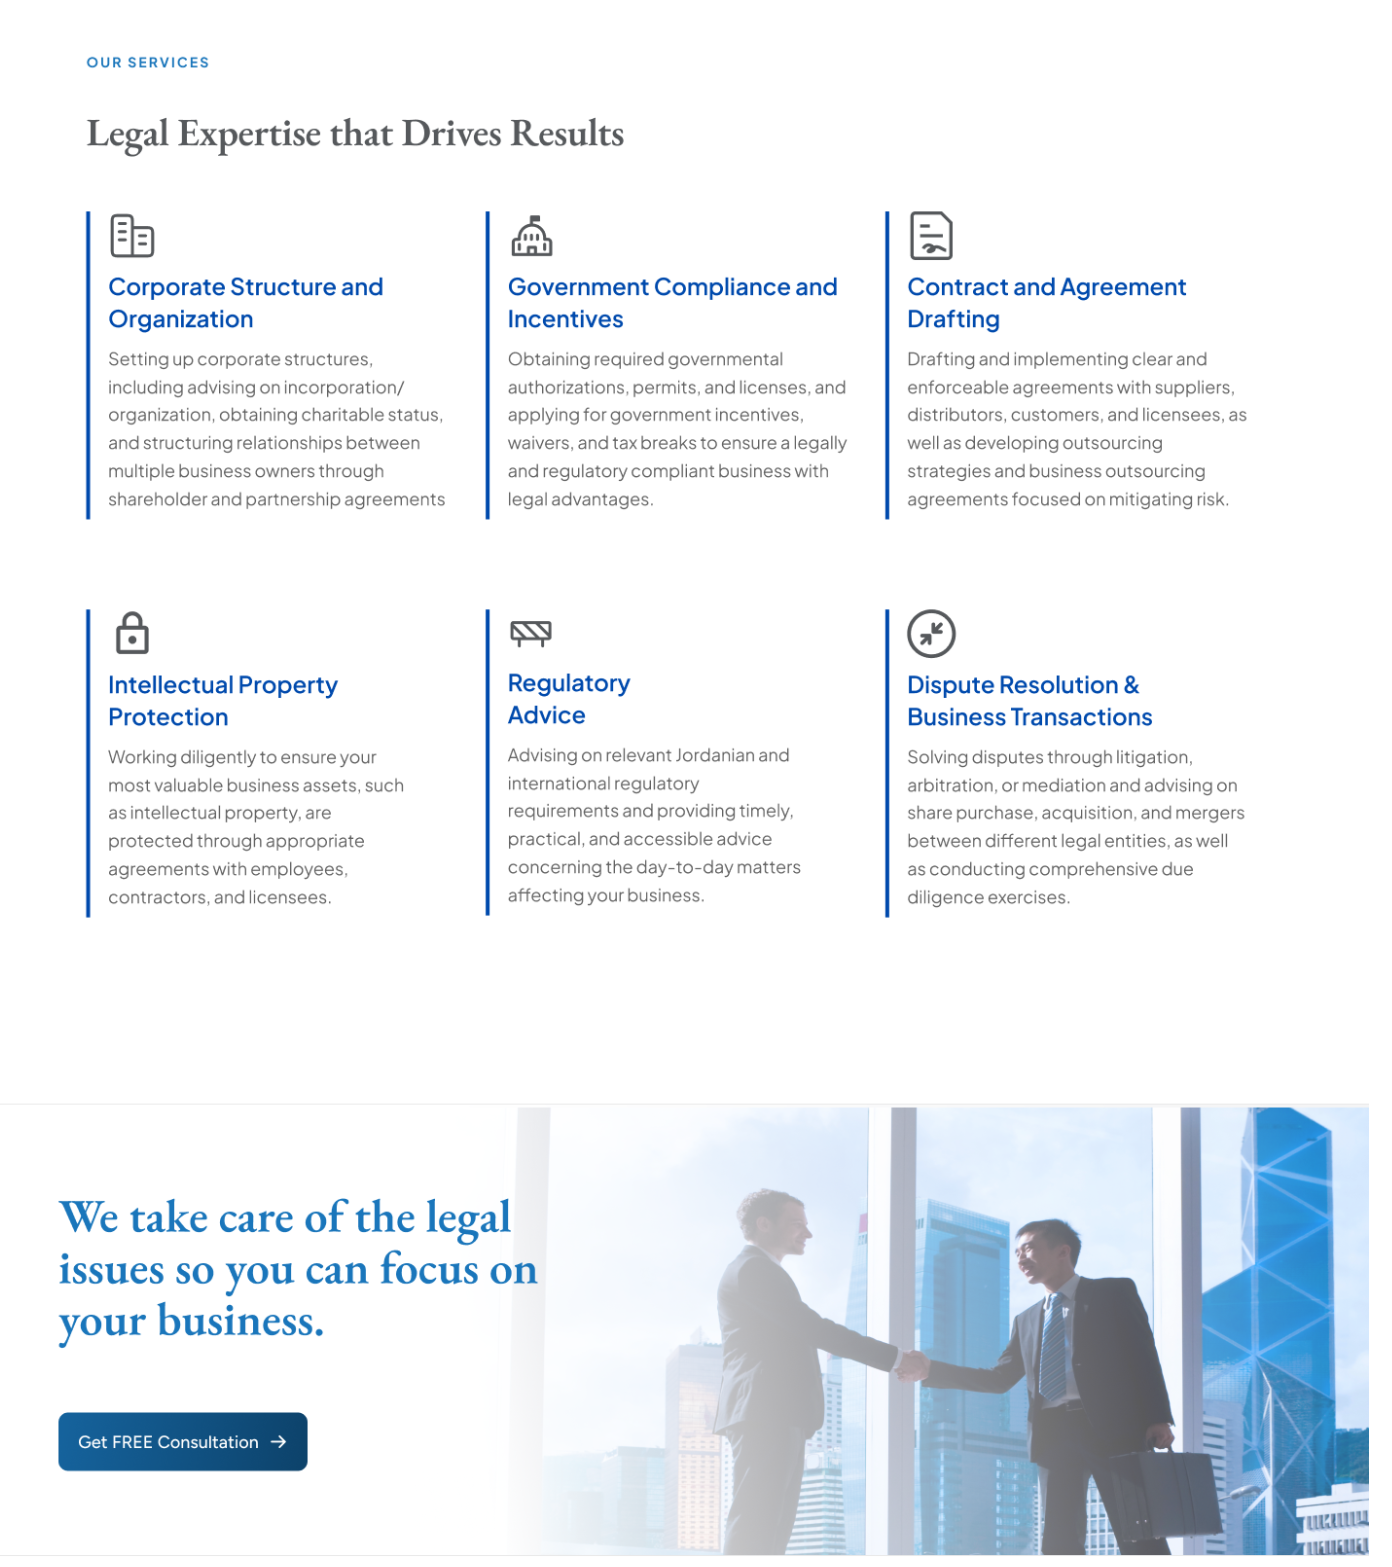 OUR SERVICES
Legal Expertise that Drives Results
Corporate Structure and
Organization
Setting up corporate structures,
including advising on incorporation/
organization, obtaining charitable status,
and structuring relationships between
multiple business owners through
shareholder and partnership agreements
Government Compliance and
Incentives
Obtaining required governmental
authorizations, permits, and licenses, and
applying for government incentives,
waivers, and tax breaks to ensure a legally
and regulatory compliant business with
legal advantages.
Contract and Agreement
Drafting
Drafting and implementing clear and
enforceable agreements with suppliers,
distributors, customers, and licensees, as
well as developing outsourcing
strategies and business outsourcing
agreements focused on mitigating risk.
Intellectual Property
Protection
Working diligently to ensure your
most valuable business assets, such
as intellectual property, are
protected through appropriate
agreements with employees,
contractors, and licensees.
Regulatory
Advice
Advising on relevant Jordanian and
international regulatory
requirements and providing timely,
practical, and accessible advice
concerning the day-to-day matters
affecting your business.
Dispute Resolution &
Business Transactions
Solving disputes through litigation,
arbitration, or mediation and advising on
share purchase, acquisition, and mergers
between different legal entities, as well
as conducting comprehensive due
diligence exercises.
We take care of the legal
issues so you can focus on
your business.
Get FREE Consultation →